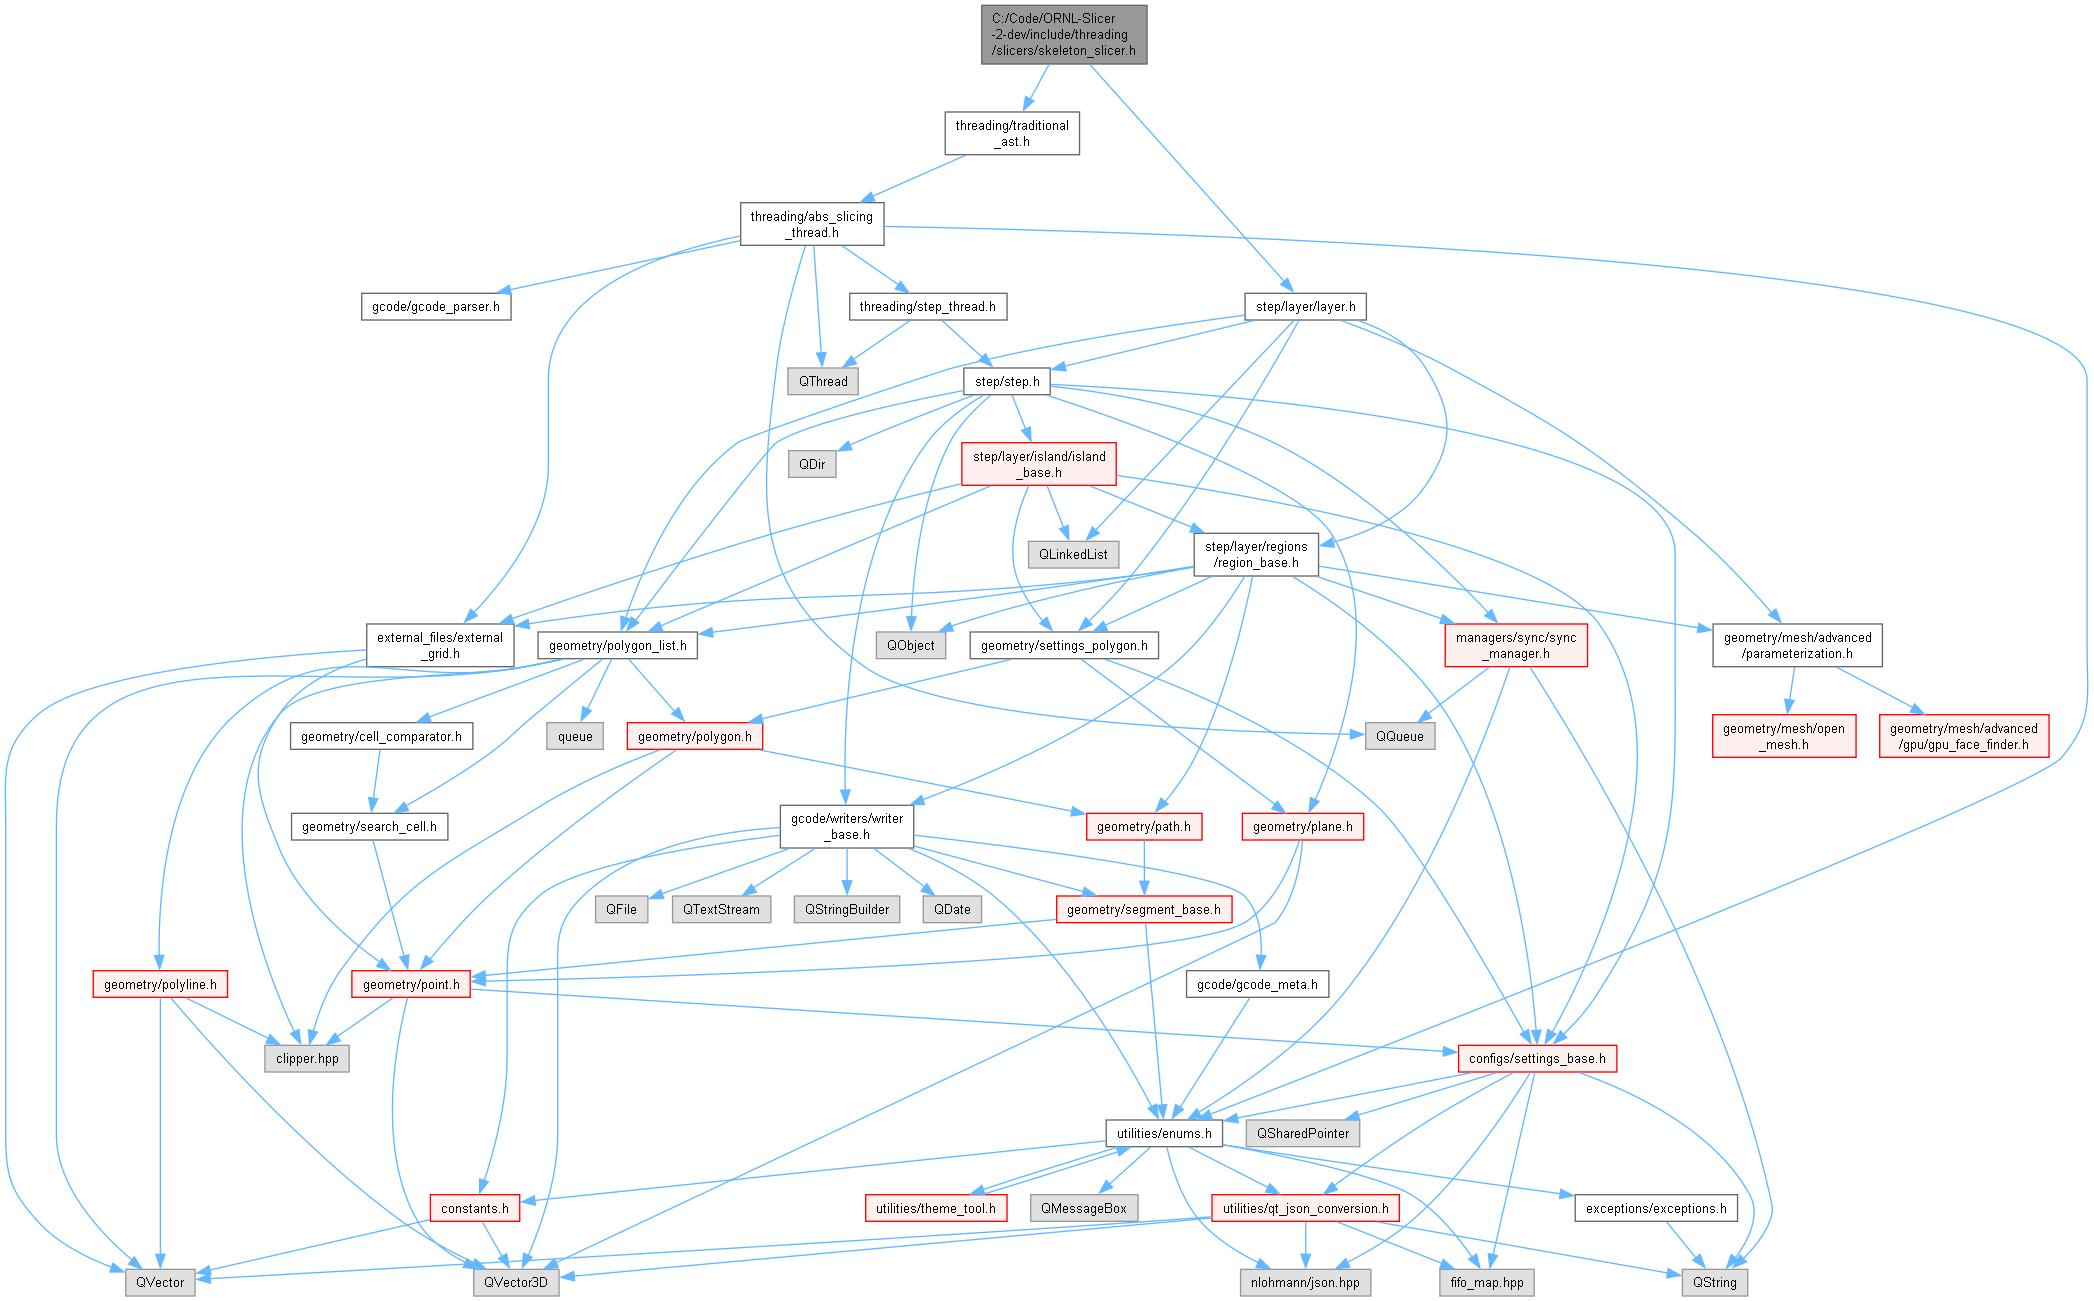 C:/Code/ORNL-Slicer
-2-dev/include/threading
/slicers/skeleton_slicer.h
threading/traditional
_ast.h
threading/abs_slicing
_thread.h
gcode/gcode_parser.h
threading/step_thread.h
step/layer/layer.h
QThread
step/step.h
QDir
step/layer/island/island
_base.h
QLinkedList
step/layer/regions
/region_base.h
external_files/external
_grid.h
geometry/polygon_list.h
QObject
geometry/settings_polygon.h
managers/sync/sync
_manager.h
geometry/mesh/advanced
/parameterization.h
geometry/cell_comparator.h
queue
geometry/polygon.h
QQueue
geometry/mesh/open
_mesh.h
geometry/mesh/advanced
/gpu/gpu_face_finder.h
geometry/search_cell.h
gcode/writers/writer
_base.h
geometry/path.h
geometry/plane.h
QFile
QTextStream
QStringBuilder
QDate
geometry/segment_base.h
geometry/polyline.h
geometry/point.h
gcode/gcode_meta.h
clipper.hpp
configs/settings_base.h
utilities/enums.h
QSharedPointer
constants.h
utilities/theme_tool.h
QMessageBox
utilities/qt_json_conversion.h
exceptions/exceptions.h
QVector
QVector3D
nlohmann/json.hpp
fifo_map.hpp
QString